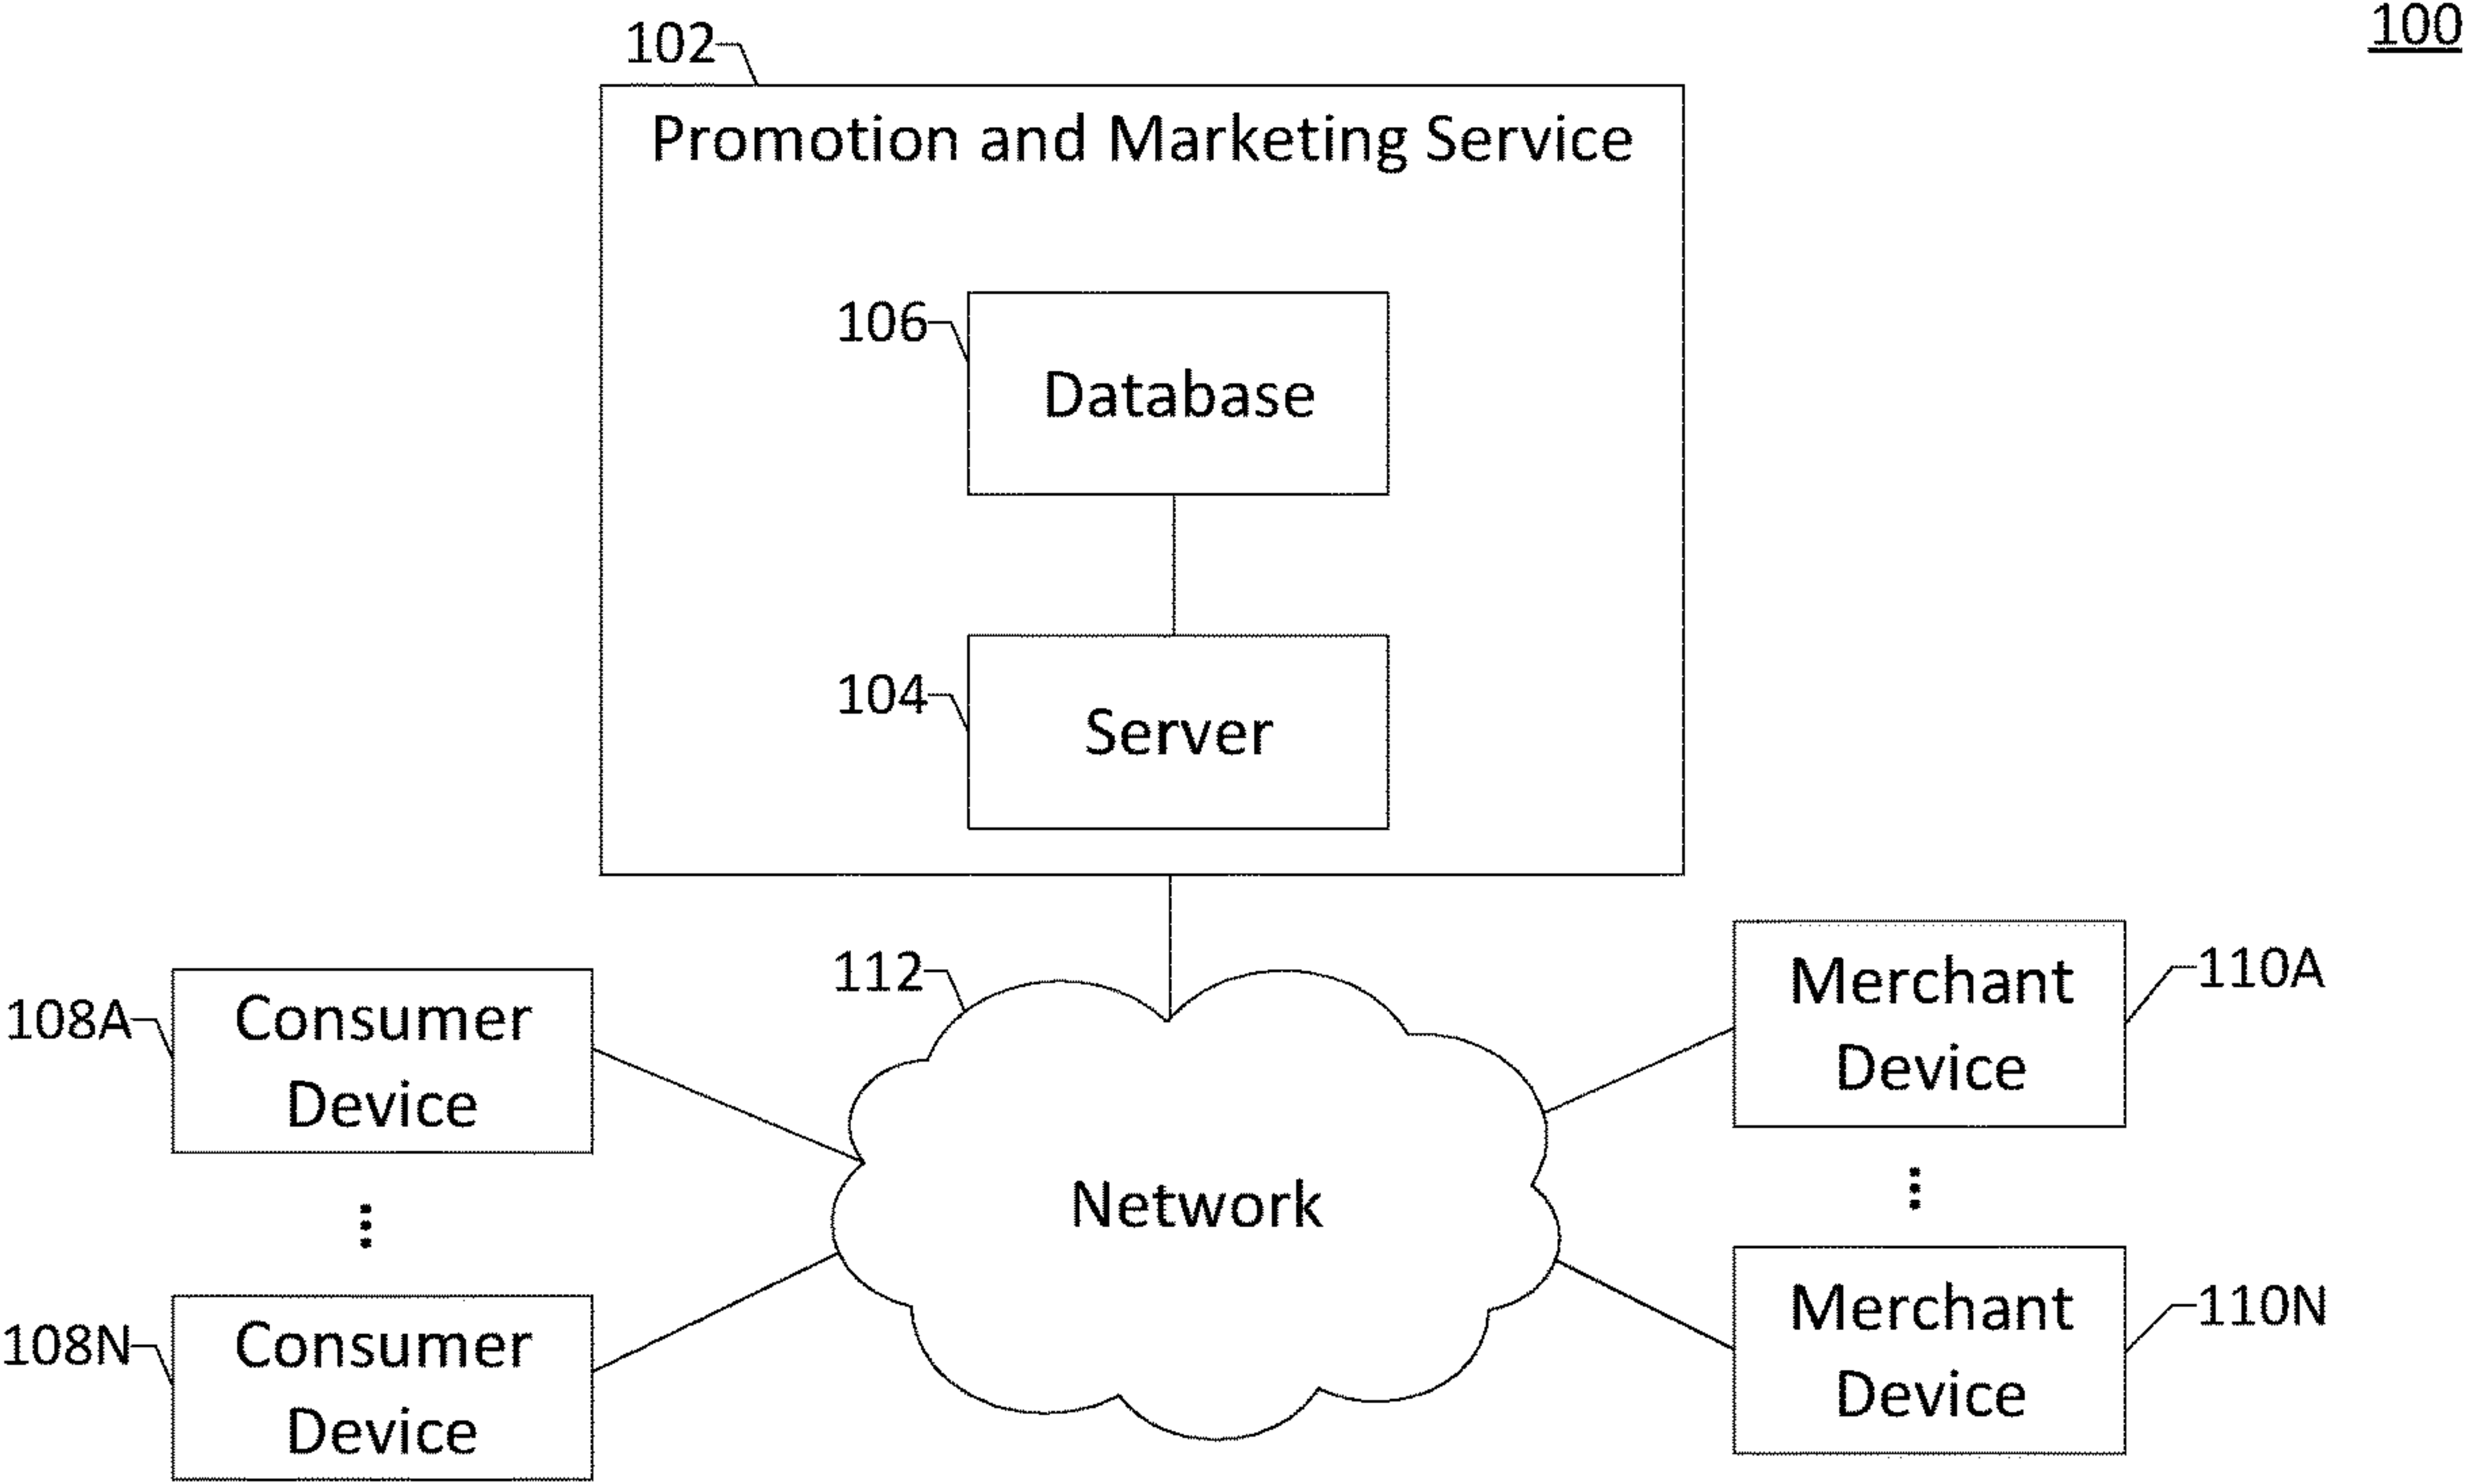 100
102
Promotion and Marketing Service
106
Database
104
Server
112
Network
108A
Consumer
Device
108N
Consumer
Device
Merchant
Device
110A
Merchant
Device
110N